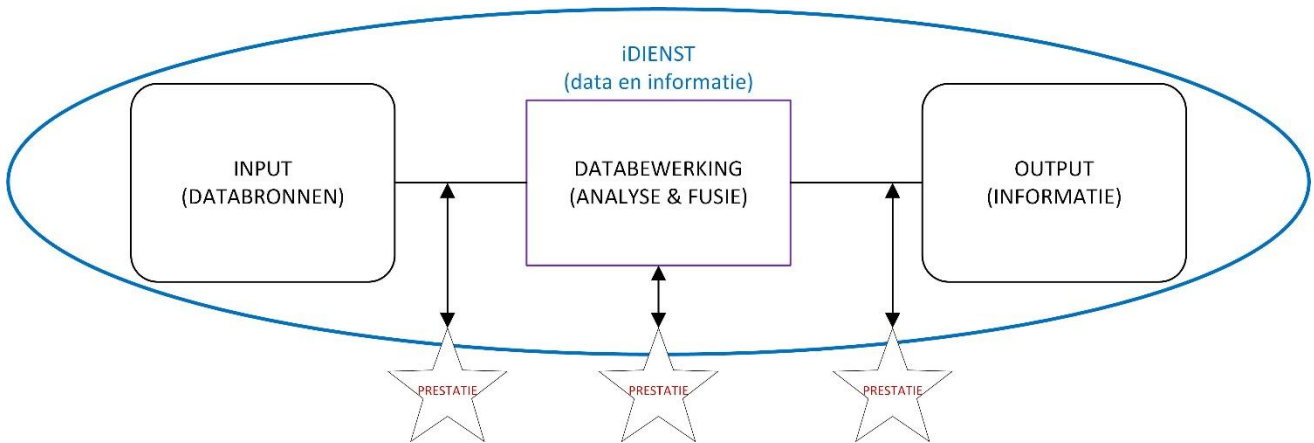 iDIENST
(data en informatie)
INPUT
(DATABRONNEN)
DATABEWERKING
(ANALYSE & FUSIE)
OUTPUT
(INFORMATIE)
PRESTATIE
PRESTATIE
PRESTATIE